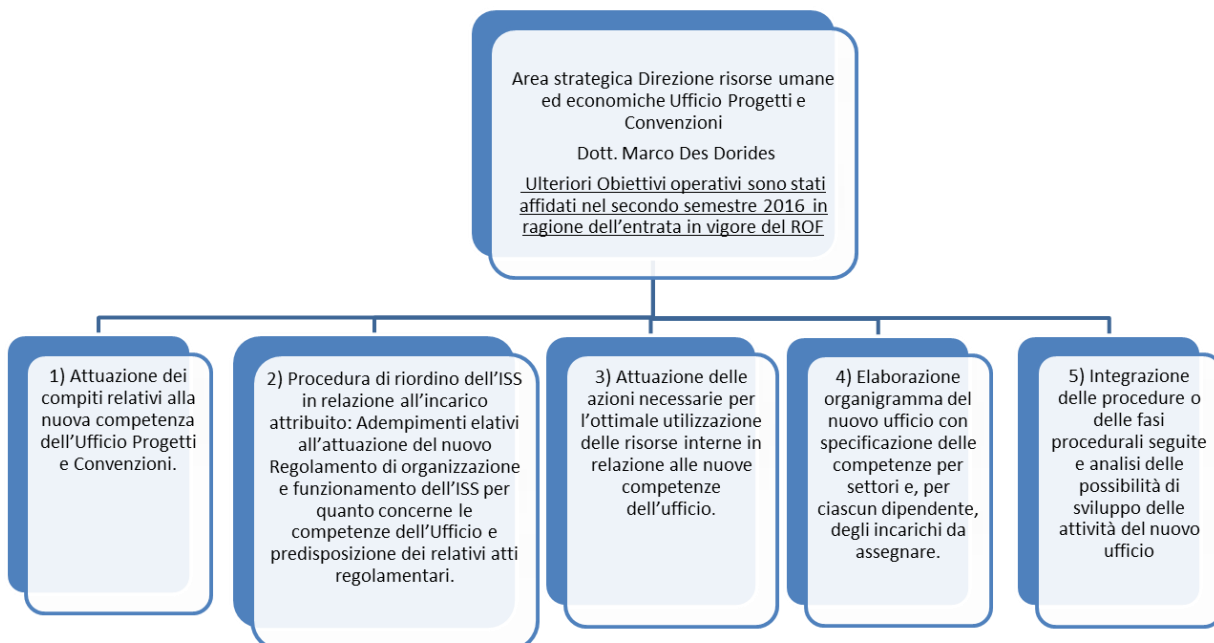 Area strategica Direzione risorse umane
ed economiche Ufficio Progetti e
Convenzioni
Dott. Marco Des Dorides
Ulteriori Obiettivi operativi sono stati
affidati nel secondo semestre 2016 in
ragione dell’entrata in vigore del ROF
1) Attuazione dei
compiti relativi alla
nuova competenza
dell’Ufficio Progetti
e Convenzioni.
2) Procedura di riordino dell’ISS
in relazione all’incarico
attribuito: Adempimenti elativi
all’attuazione del nuovo
Regolamento di organizzazione
e funzionamento dell’ISS per
quanto concerne le
competenze dell’Ufficio e
predisposizione dei relativi atti
regolamentari.
3) Attuazione delle
azioni necessarie per
l’ottimale utilizzazione
delle risorse interne in
relazione alle nuove
competenze
dell’ufficio.
4) Elaborazione
organigramma del
nuovo ufficio con
specificazione delle
competenze per
settori e, per
ciascun dipendente,
degli incarichi da
assegnare.
5) Integrazione
delle procedure o
delle fasi
procedurali seguite
e analisi delle
possibilità di
sviluppo delle
attività del nuovo
ufficio